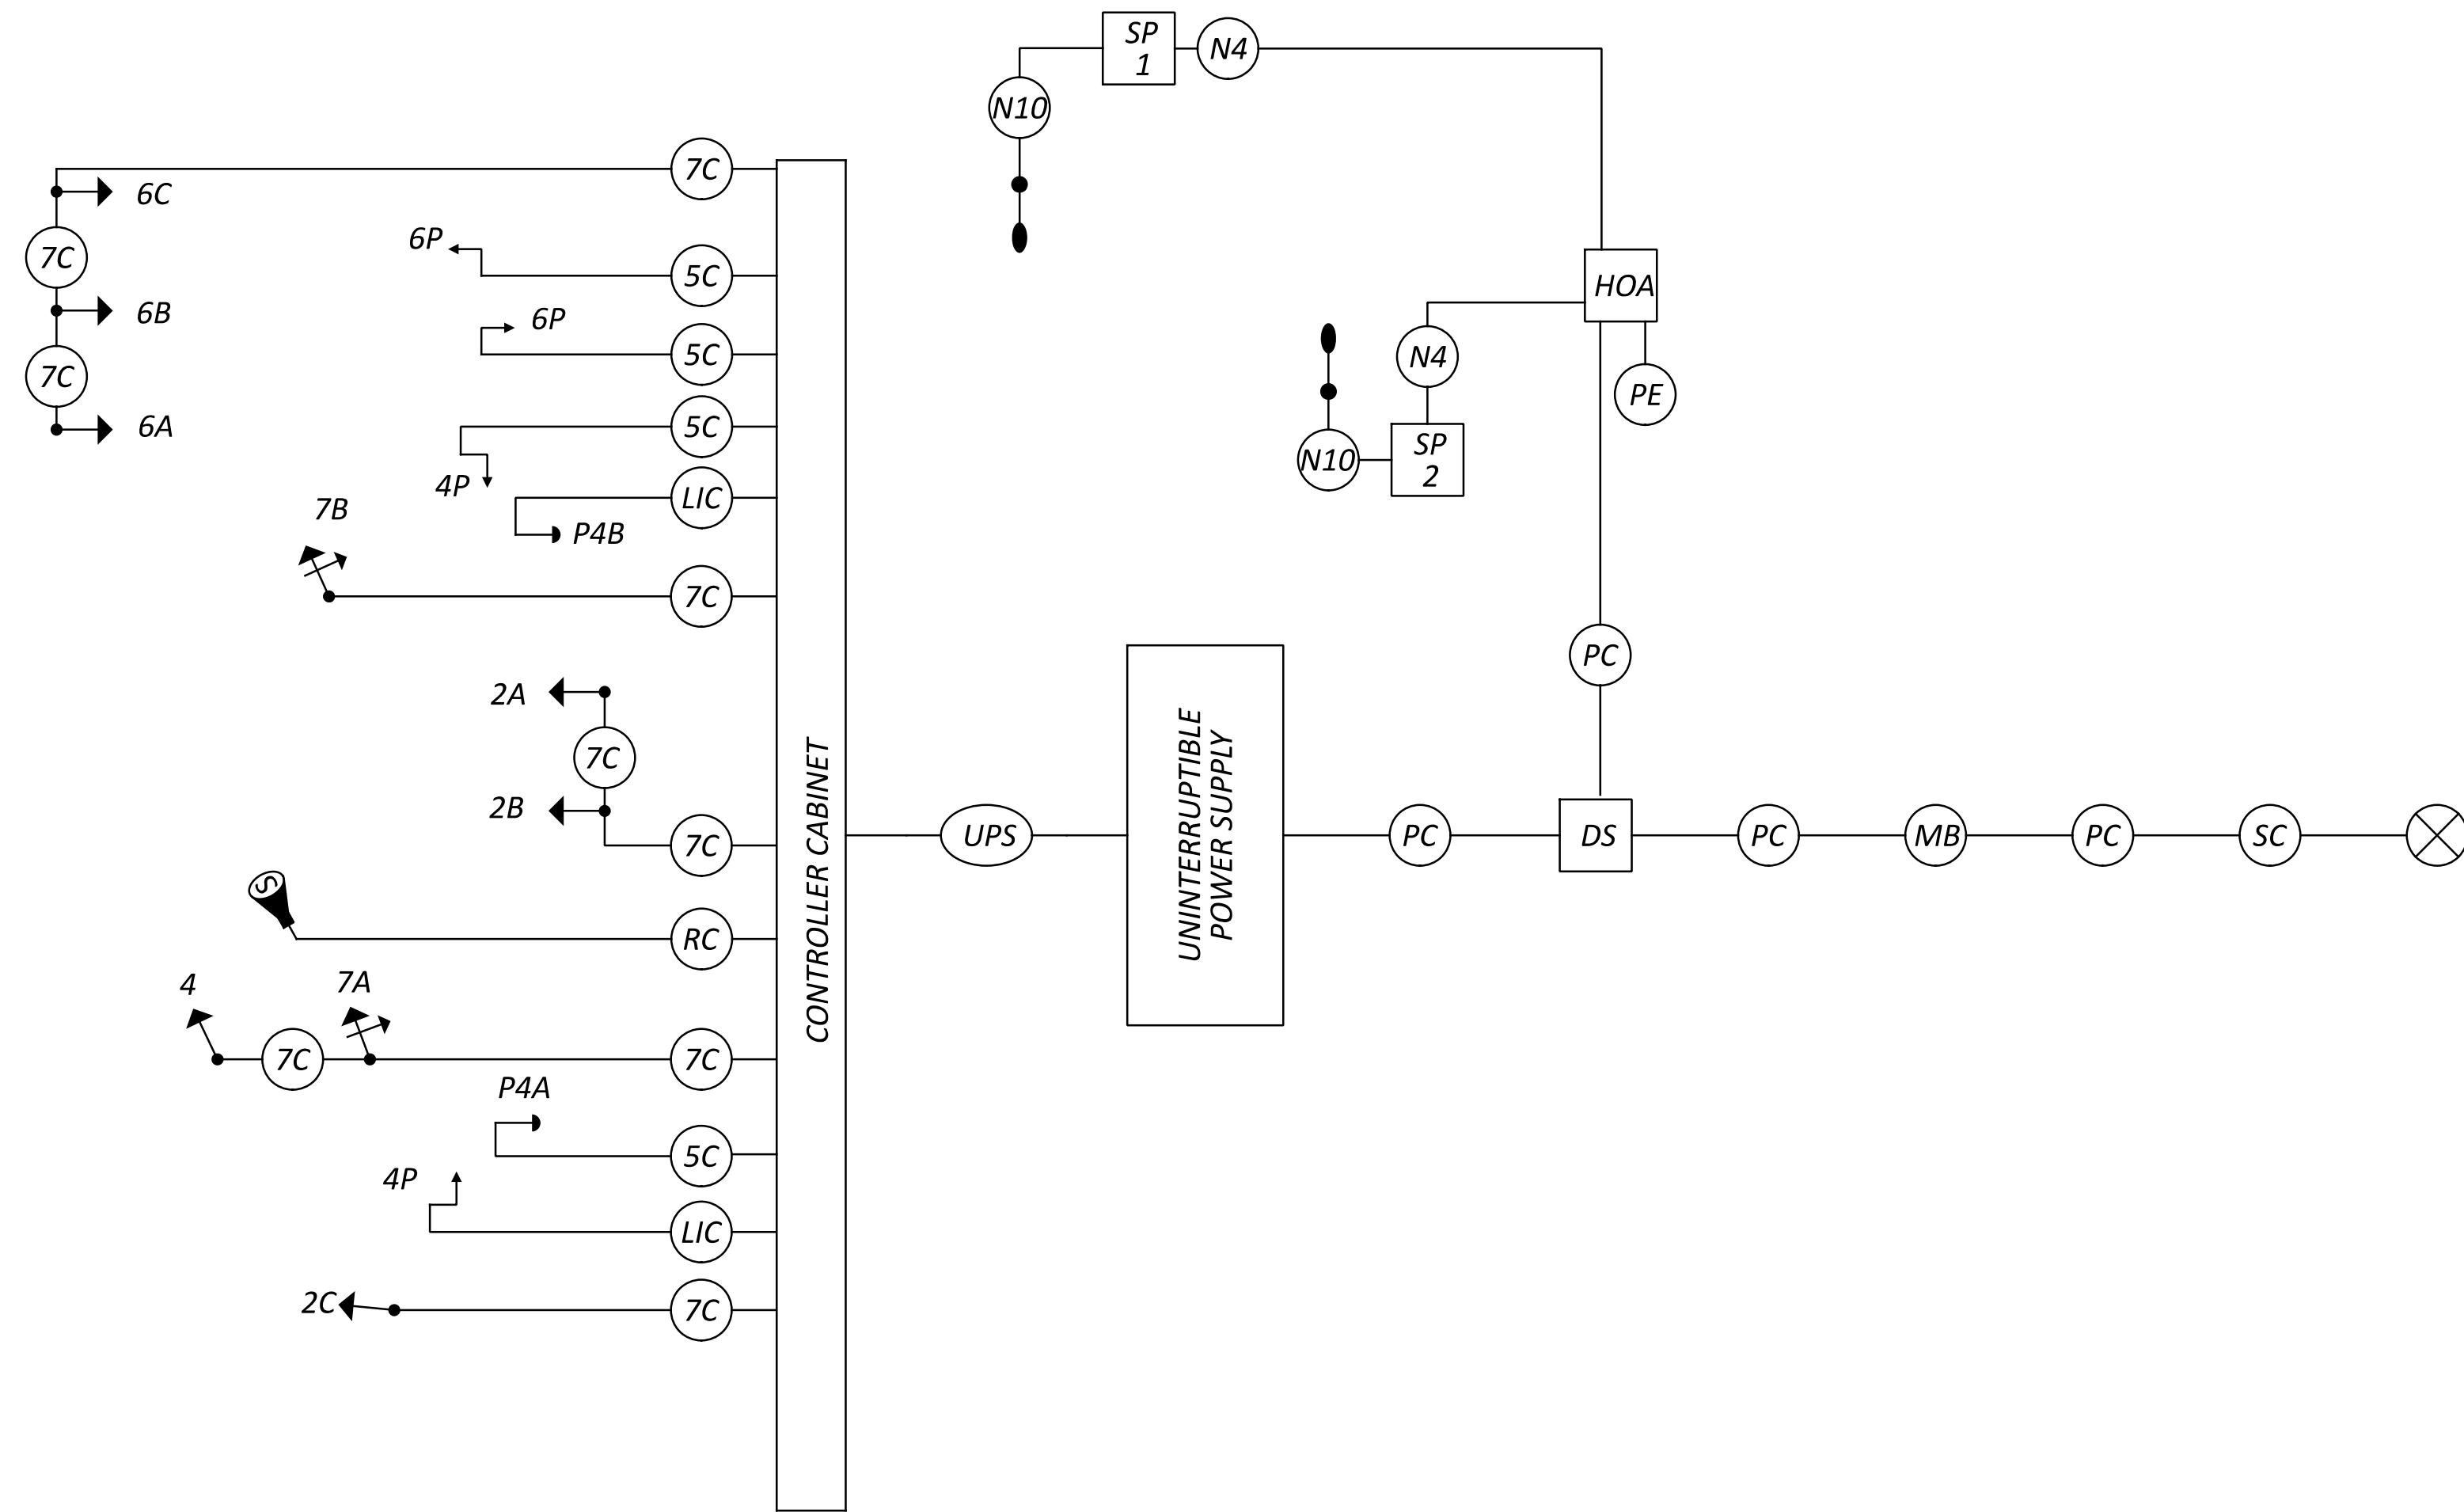 SP
1
N4
N10
7C
6C
7C
6P
5C
6B
6P
5C
7C
6A
5C
4P
LIC
P4B
7B
7C
HOA
N4
PE
N10
SP
2
PC
2A
7C
2B
7C
RC
4
7A
7C
7C
P4A
5C
4P
LIC
2C
7C
CONTROLLER CABINET
UPS
UNINTERRUPTIBLE
POWER SUPPLY
PC
DS
PC
MB
PC
SC
S